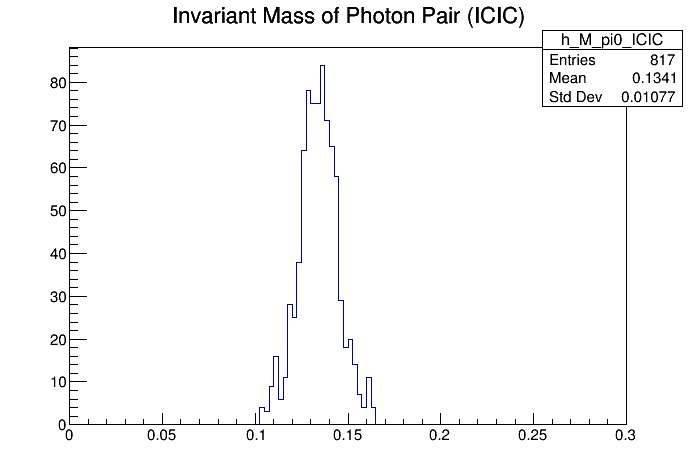 Invariant Mass of Photon Pair (ICIC)
h_M_pi0_ICIC
Entries 817
Mean 0.1341
Std Dev 0.01077
80
70
60
50
40
30
20
10
0
0 0.05 0.1 0.15 0.2 0.25 0.3